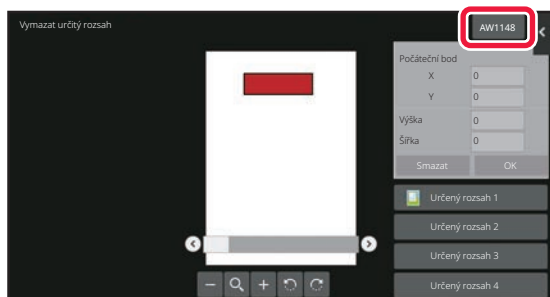 Vymazat určitý rozsah
AW1148
Počáteční bod
X 0
Y 0
Výška 0
Šířka 0
Smazat OK
Určený rozsah 1
Určený rozsah 2
Určený rozsah 3
Určený rozsah 4